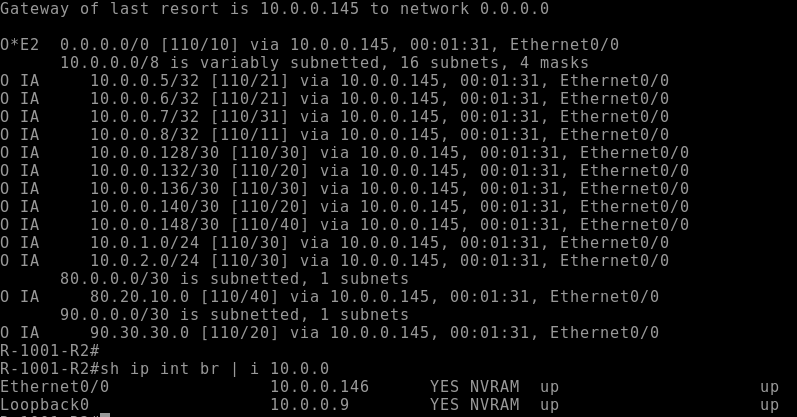 Gateway of last resort is 10.0.0.145 to network 0.0.0.0
O*E2  0.0.0.0/0 [110/10] via 10.0.0.145, 00:01:31, Ethernet0/0
      10.0.0.0/8 is variably subnetted, 16 subnets, 4 masks
O IA     10.0.0.5/32 [110/21] via 10.0.0.145, 00:01:31, Ethernet0/0
O IA     10.0.0.6/32 [110/21] via 10.0.0.145, 00:01:31, Ethernet0/0
O IA     10.0.0.7/32 [110/31] via 10.0.0.145, 00:01:31, Ethernet0/0
O IA     10.0.0.8/32 [110/11] via 10.0.0.145, 00:01:31, Ethernet0/0
O IA     10.0.0.128/30 [110/30] via 10.0.0.145, 00:01:31, Ethernet0/0
O IA     10.0.0.132/30 [110/20] via 10.0.0.145, 00:01:31, Ethernet0/0
O IA     10.0.0.136/30 [110/30] via 10.0.0.145, 00:01:31, Ethernet0/0
O IA     10.0.0.140/30 [110/20] via 10.0.0.145, 00:01:31, Ethernet0/0
O IA     10.0.0.148/30 [110/40] via 10.0.0.145, 00:01:31, Ethernet0/0
O IA     10.0.1.0/24 [110/30] via 10.0.0.145, 00:01:31, Ethernet0/0
O IA     10.0.2.0/24 [110/30] via 10.0.0.145, 00:01:31, Ethernet0/0
      80.0.0.0/30 is subnetted, 1 subnets
O IA     80.20.10.0 [110/40] via 10.0.0.145, 00:01:31, Ethernet0/0
      90.0.0.0/30 is subnetted, 1 subnets
O IA     90.30.30.0 [110/20] via 10.0.0.145, 00:01:31, Ethernet0/0
R-1001-R2#
R-1001-R2#sh ip int br | i 10.0.0
Ethernet0/0                10.0.0.146      YES NVRAM  up                    up
Loopback0                  10.0.0.9        YES NVRAM  up                    up
R-1001-R2#